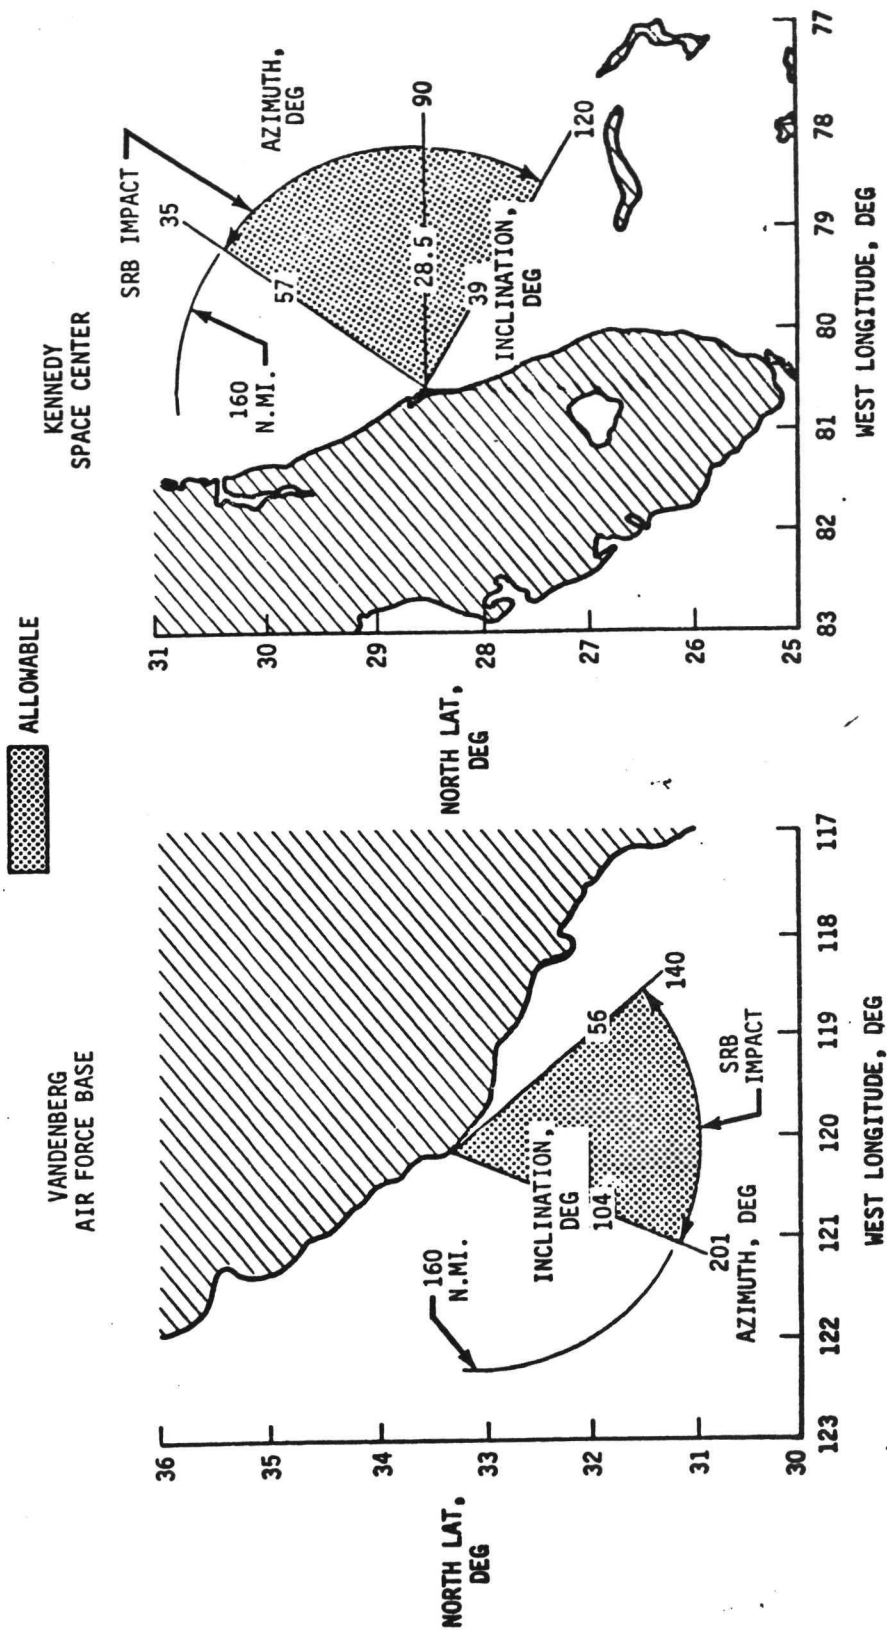 ALLOWABLE
VANDENBERG
AIR FORCE BASE
NORTH LAT,
DEG
36
35
34
33
32
31
30
160
N.MI.
INCLINATION,
DEG
104
56
140
201
AZIMUTH, DEG
SRB
IMPACT
123
122
121
120
119
118
117
WEST LONGITUDE, DEG
KENNEDY
SPACE CENTER
NORTH LAT,
DEG
31
30
29
28
27
26
25
160
N.MI.
SRB IMPACT
35
AZIMUTH,
DEG
57
28.5
90
39
INCLINATION,
DEG
120
83
82
81
80
79
78
77
WEST LONGITUDE, DEG